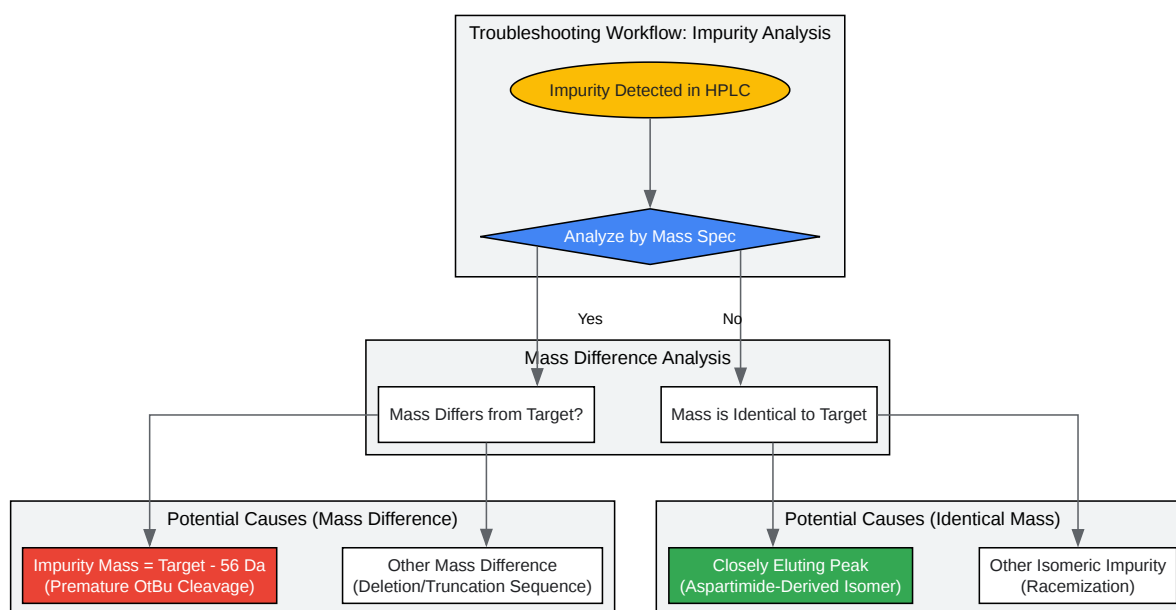 Troubleshooting Workflow: Impurity Analysis
Impurity Detected in HPLC
Analyze by Mass Spec
Yes
No
Mass Difference Analysis
Mass Differs from Target?
Mass is Identical to Target
Potential Causes (Mass Difference)
Impurity Mass = Target - 56 Da
(Premature OtBu Cleavage)
Other Mass Difference
(Deletion/Truncation Sequence)
Potential Causes (Identical Mass)
Closely Eluting Peak
(Aspartimide-Derived Isomer)
Other Isomeric Impurity
(Racemization)